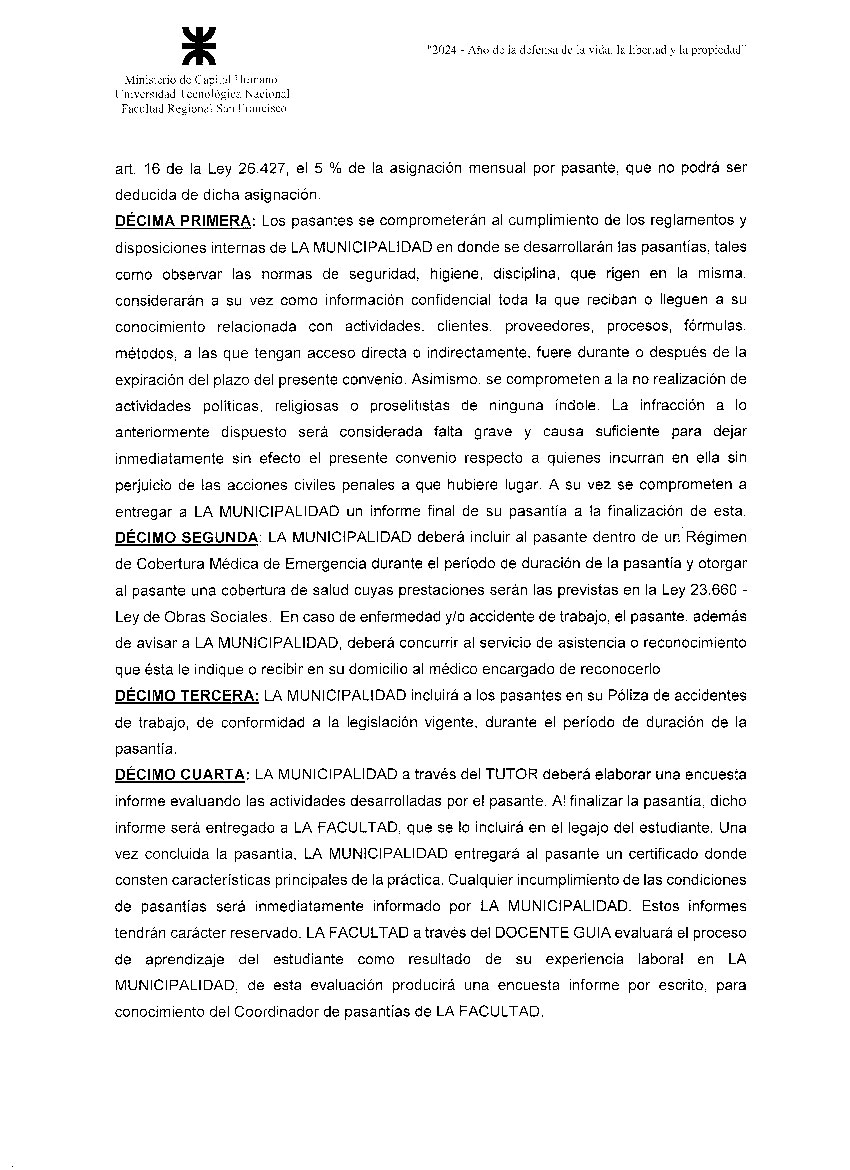 "2024 - Año de la defensa de la vida, la libertad y la propiedad"
Ministerio de Capital Humano
Universidad Tecnológica Nacional
Facultad Regional San Francisco
art. 16 de la Ley 26.427, el 5 % de la asignación mensual por pasante, que no podrá ser
deducida de dicha asignación.
DÉCIMA PRIMERA: Los pasantes se comprometerán al cumplimiento de los reglamentos y
disposiciones internas de LA MUNICIPALIDAD en donde se desarrollarán las pasantías, tales
como observar las normas de seguridad, higiene, disciplina, que rigen en la misma.
considerarán a su vez como información confidencial toda la que reciban o lleguen a su
conocimiento relacionada con actividades. clientes. proveedores, procesos, fórmulas.
métodos, a las que tengan acceso directa o indirectamente. fuere durante o después de la
expiración del plazo del presente convenio. Asimismo. se comprometen a la no realización de
actividades políticas, religiosas o proselitistas de ninguna índole. La infracción a lo
anteriormente dispuesto será considerada falta grave y causa suficiente para dejar
inmediatamente sin efecto el presente convenio respecto a quienes incurran en ella sin
perjuicio de las acciones civiles penales a que hubiere lugar. A su vez se comprometen a
entregar a LA MUNICIPALIDAD un informe final de su pasantía a la finalización de esta.
DÉCIMO SEGUNDA: LA MUNICIPALIDAD deberá incluir al pasante dentro de un Régimen
de Cobertura Médica de Emergencia durante el período de duración de la pasantía y otorgar
al pasante una cobertura de salud cuyas prestaciones serán las previstas en la Ley 23.660 -
Ley de Obras Sociales. En caso de enfermedad y/o accidente de trabajo, el pasante. además
de avisar a LA MUNICIPALIDAD, deberá concurrir al servicio de asistencia o reconocimiento
que ésta le indique o recibir en su domicilio al médico encargado de reconocerlo
DÉCIMO TERCERA: LA MUNICIPALIDAD incluirá a los pasantes en su Póliza de accidentes
de trabajo, de conformidad a la legislación vigente, durante el período de duración de la
pasantía.
DÉCIMO CUARTA: LA MUNICIPALIDAD a través del TUTOR deberá elaborar una encuesta
informe evaluando las actividades desarrolladas por el pasante. Al finalizar la pasantía, dicho
informe será entregado a LA FACULTAD, que se lo incluirá en el legajo del estudiante. Una
vez concluida la pasantía, LA MUNICIPALIDAD entregará al pasante un certificado donde
consten características principales de la práctica. Cualquier incumplimiento de las condiciones
de pasantías será inmediatamente informado por LA MUNICIPALIDAD. Estos informes
tendrán carácter reservado. LA FACULTAD a través del DOCENTE GUIA evaluará el proceso
de aprendizaje del estudiante como resultado de su experiencia laboral en LA
MUNICIPALIDAD, de esta evaluación producirá una encuesta informe por escrito, para
conocimiento del Coordinador de pasantías de LA FACULTAD.